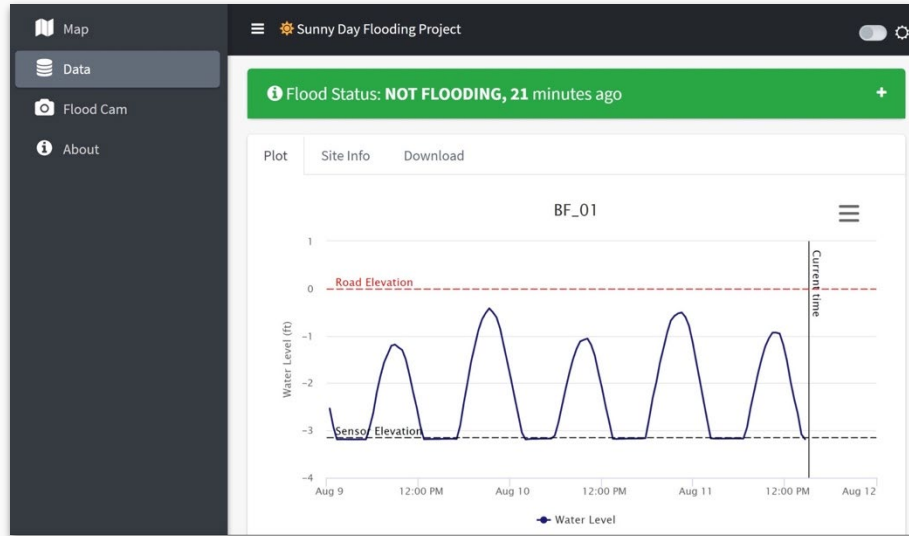 Map
Data
Flood Cam
About
Sunny Day Flooding Project
Flood Status: NOT FLOODING, 21 minutes ago
+
Plot Site Info Download
BF_01
1
0
-1
-2
-3
-4
Water Level (ft)
Road Elevation
Sensor Elevation
Current time
Aug 9 12:00 PM Aug 10 12:00 PM Aug 11 12:00 PM Aug 12
Water Level